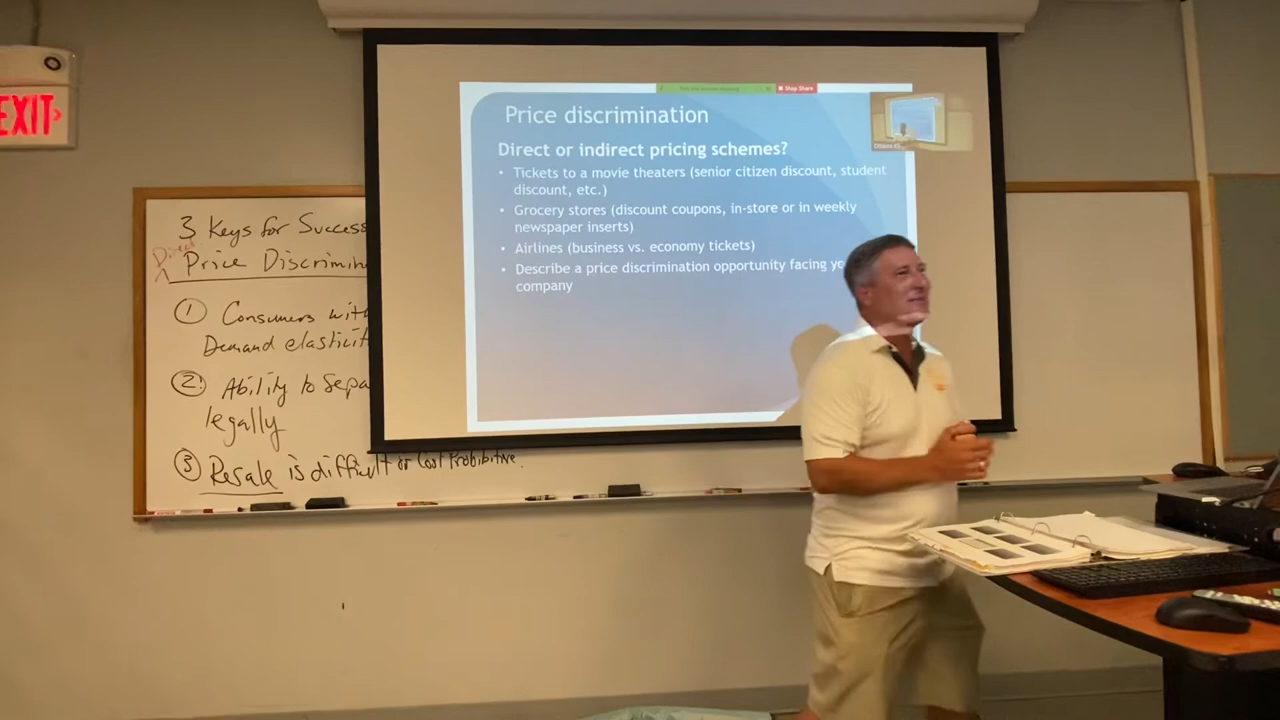 EXIT
Stop Share
Price discrimination
Direct or indirect pricing schemes?
• Tickets to a movie theaters (senior citizen discount, student
discount, etc.)
• Grocery stores (discount coupons, in-store or in weekly
newspaper inserts)
• Airlines (business vs. economy tickets)
• Describe a price discrimination opportunity facing
company
3 Keys for Success
Direct
Price Discrimin
① Consumers with
Demand elasticit
② Ability to Sepa
legally
③ Resale is difficult or Cost Prohibitive.